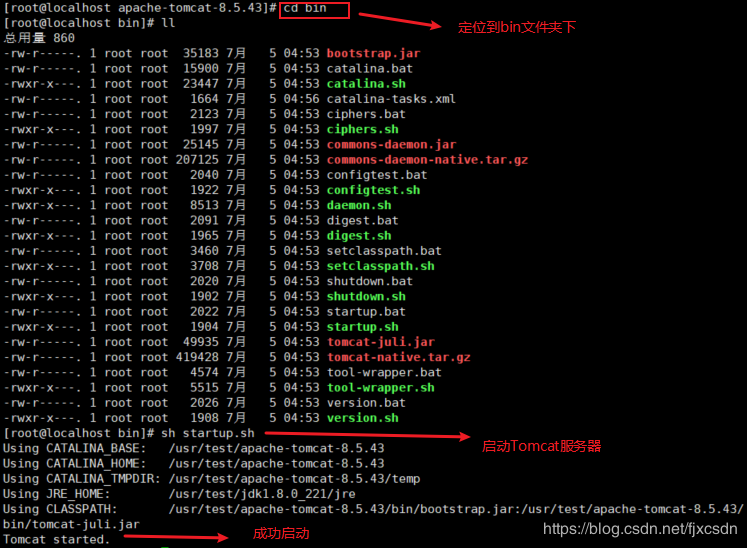 [root@localhost apache-tomcat-8.5.43]# cd bin
[root@localhost bin]# ll
定位到bin文件夹下
总用量 860
-rw-r-----. 1 root root  35183 7月   5 04:53 bootstrap.jar
-rw-r-----. 1 root root  15900 7月   5 04:53 catalina.bat
-rwxr-x---. 1 root root  23447 7月   5 04:53 catalina.sh
-rw-r-----. 1 root root   1664 7月   5 04:56 catalina-tasks.xml
-rw-r-----. 1 root root   2123 7月   5 04:53 ciphers.bat
-rwxr-x---. 1 root root   1997 7月   5 04:53 ciphers.sh
-rw-r-----. 1 root root  25145 7月   5 04:53 commons-daemon.jar
-rw-r-----. 1 root root 207125 7月   5 04:53 commons-daemon-native.tar.gz
-rw-r-----. 1 root root   2040 7月   5 04:53 configtest.bat
-rwxr-x---. 1 root root   1922 7月   5 04:53 configtest.sh
-rwxr-x---. 1 root root   8513 7月   5 04:53 daemon.sh
-rw-r-----. 1 root root   2091 7月   5 04:53 digest.bat
-rwxr-x---. 1 root root   1965 7月   5 04:53 digest.sh
-rw-r-----. 1 root root   3460 7月   5 04:53 setclasspath.bat
-rwxr-x---. 1 root root   3708 7月   5 04:53 setclasspath.sh
-rw-r-----. 1 root root   2020 7月   5 04:53 shutdown.bat
-rwxr-x---. 1 root root   1902 7月   5 04:53 shutdown.sh
-rw-r-----. 1 root root   2022 7月   5 04:53 startup.bat
-rwxr-x---. 1 root root   1904 7月   5 04:53 startup.sh
-rw-r-----. 1 root root  49935 7月   5 04:53 tomcat-juli.jar
-rw-r-----. 1 root root 419428 7月   5 04:53 tomcat-native.tar.gz
-rw-r-----. 1 root root   4574 7月   5 04:53 tool-wrapper.bat
-rwxr-x---. 1 root root   5515 7月   5 04:53 tool-wrapper.sh
-rw-r-----. 1 root root   2026 7月   5 04:53 version.bat
-rwxr-x---. 1 root root   1908 7月   5 04:53 version.sh
[root@localhost bin]# sh startup.sh
启动Tomcat服务器
Using CATALINA_BASE:   /usr/test/apache-tomcat-8.5.43
Using CATALINA_HOME:   /usr/test/apache-tomcat-8.5.43
Using CATALINA_TMPDIR: /usr/test/apache-tomcat-8.5.43/temp
Using JRE_HOME:        /usr/test/jdk1.8.0_221/jre
Using CLASSPATH:       /usr/test/apache-tomcat-8.5.43/bin/bootstrap.jar:/usr/test/apache-tomcat-8.5.43/
bin/tomcat-juli.jar
Tomcat started.
成功启动
https://blog.csdn.net/fjxcsdn